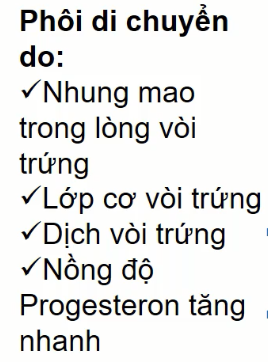 Phôi di chuyển
do:
✓Nhung mao
trong lòng vòi
trứng
✓Lớp cơ vòi trứng
✓Dịch vòi trứng
✓Nồng độ
Progesteron tăng
nhanh